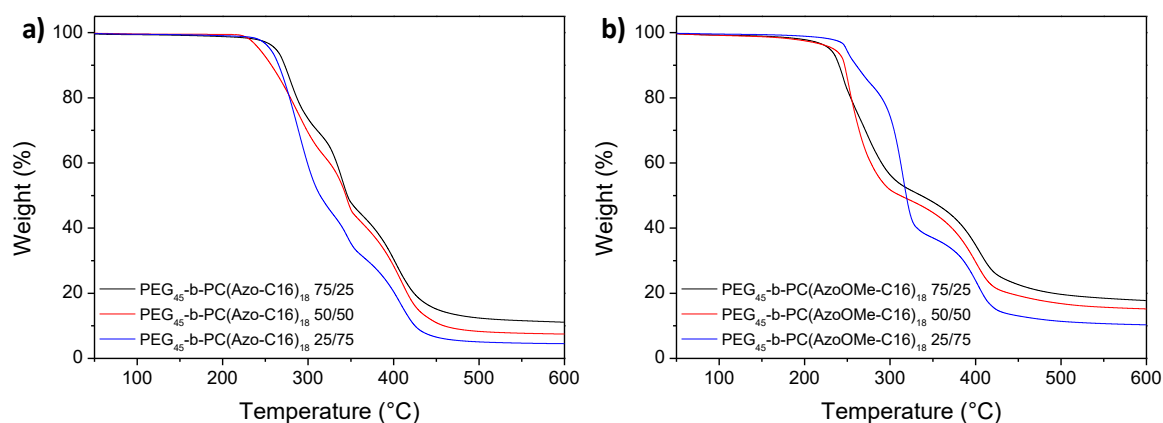 a)
100
80
60
40
20
0
Weight (%)
PEG45-b-PC(Azo-C16)18 75/25
PEG45-b-PC(Azo-C16)18 50/50
PEG45-b-PC(Azo-C16)18 25/75
100 200 300 400 500 600
Temperature (°C)
b)
100
80
60
40
20
0
Weight (%)
PEG45-b-PC(AzoOMe-C16)18 75/25
PEG45-b-PC(AzoOMe-C16)18 50/50
PEG45-b-PC(AzoOMe-C16)18 25/75
100 200 300 400 500 600
Temperature (°C)